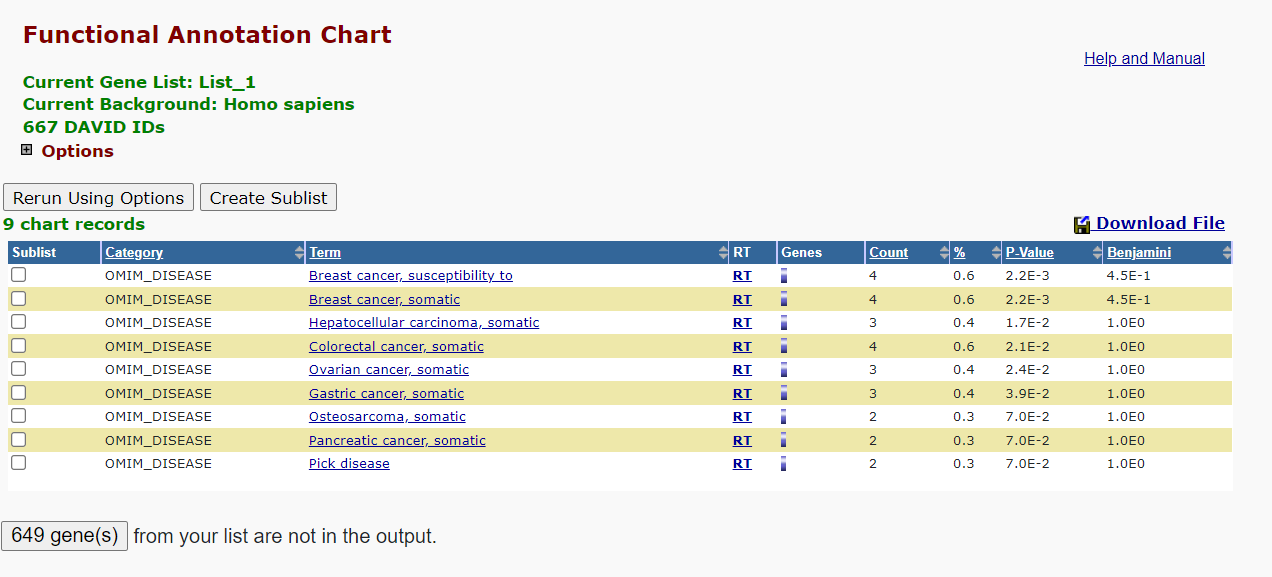 Functional Annotation Chart
Help and Manual
Current Gene List: List_1
Current Background: Homo sapiens
667 DAVID IDs
Options
Rerun Using Options Create Sublist
9 chart records Download File
Sublist Category Term RT Genes Count % P-Value Benjamini
OMIM_DISEASE Breast cancer, susceptibility to RT 4 0.6 2.2E-3 4.5E-1
OMIM_DISEASE Breast cancer, somatic RT 4 0.6 2.2E-3 4.5E-1
OMIM_DISEASE Hepatocellular carcinoma, somatic RT 3 0.4 1.7E-2 1.0E0
OMIM_DISEASE Colorectal cancer, somatic RT 4 0.6 2.1E-2 1.0E0
OMIM_DISEASE Ovarian cancer, somatic RT 3 0.4 2.4E-2 1.0E0
OMIM_DISEASE Gastric cancer, somatic RT 3 0.4 3.9E-2 1.0E0
OMIM_DISEASE Osteosarcoma, somatic RT 2 0.3 7.0E-2 1.0E0
OMIM_DISEASE Pancreatic cancer, somatic RT 2 0.3 7.0E-2 1.0E0
OMIM_DISEASE Pick disease RT 2 0.3 7.0E-2 1.0E0
649 gene(s) from your list are not in the output.